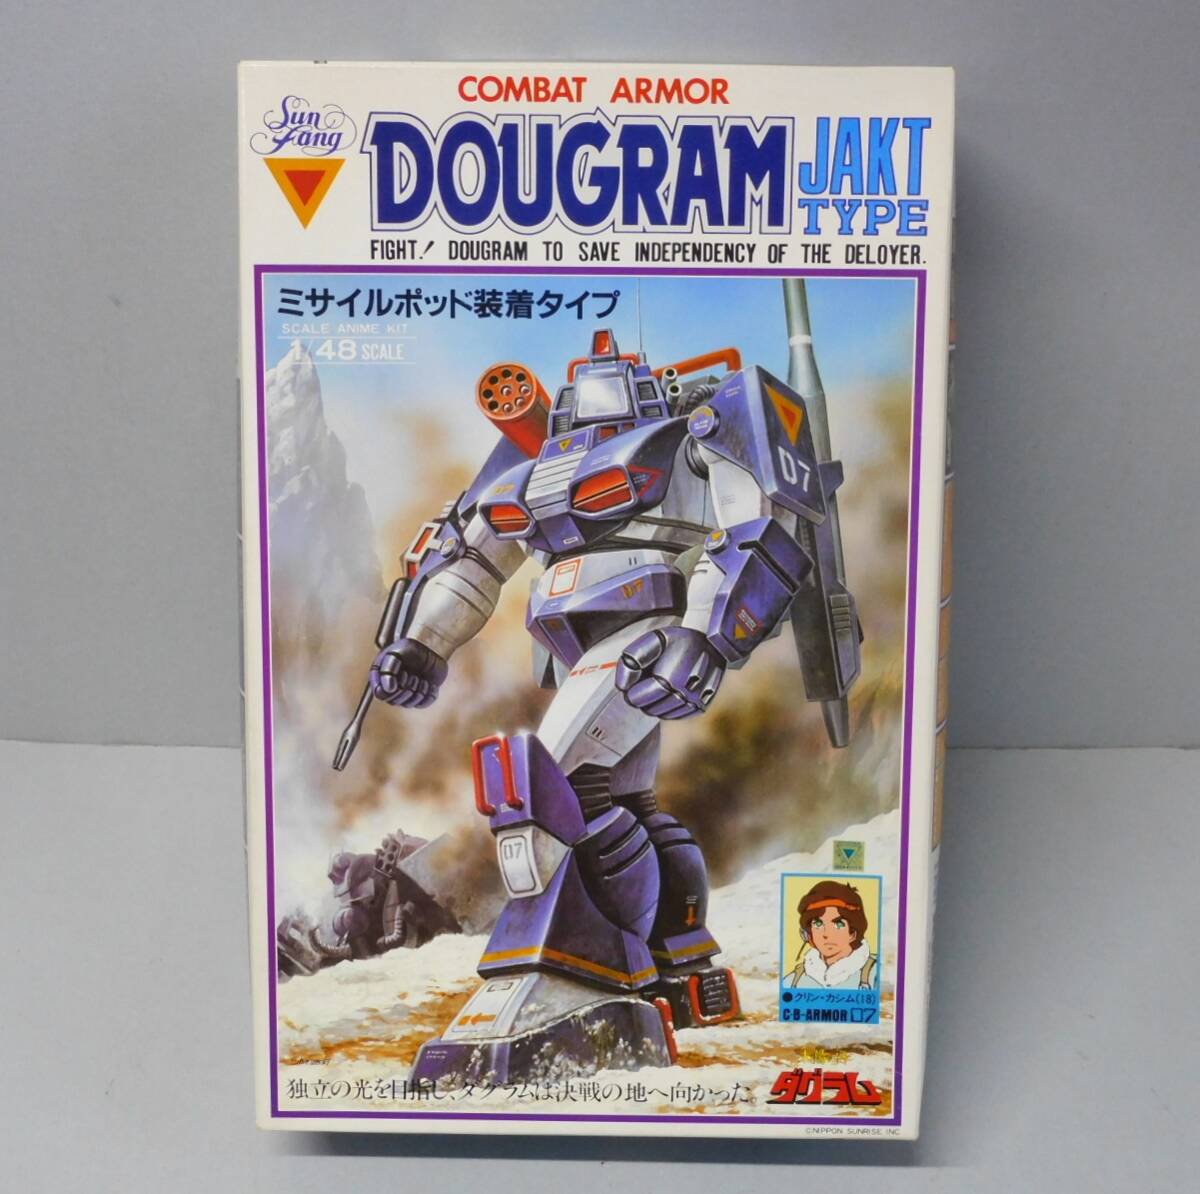 COMBAT ARMOR
Sun Fang
DOUGRAM
JAKT
TYPE
FIGHT! DOUGRAM TO SAVE INDEPENDENCY OF THE DELOYER.
ミサイルポッド装着タイプ
SCALE ANIME KIT
1/48 SCALE
07
07
07
07
●クリン・カシム(18)
C·B-ARMOR 07
ダグラム
独立の光を目指し、ダグラムは決戦の地へ向かった。
©NIPPON SUNRISE INC